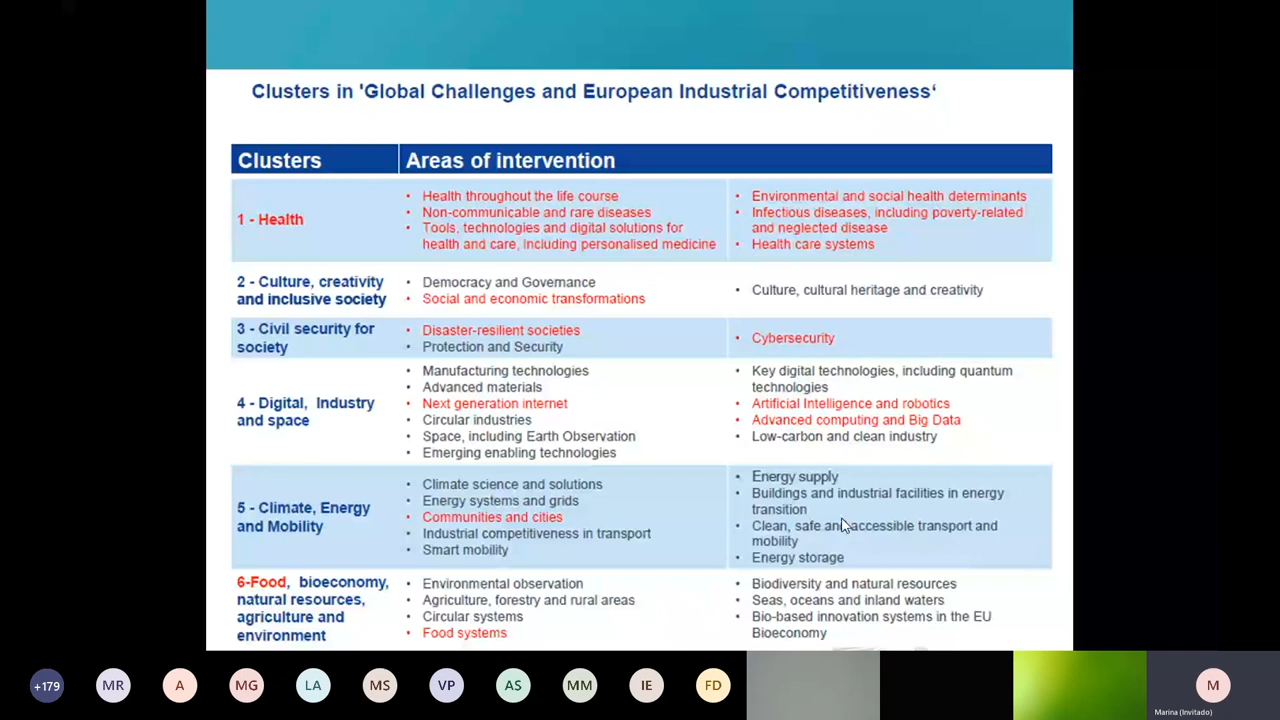 Clusters in 'Global Challenges and European Industrial Competitiveness‘
Clusters
Areas of intervention
1 - Health
• Health throughout the life course
• Non-communicable and rare diseases
• Tools, technologies and digital solutions for
health and care, including personalised medicine
• Environmental and social health determinants
• Infectious diseases, including poverty-related
and neglected disease
• Health care systems
2 - Culture, creativity
and inclusive society
• Democracy and Governance
• Social and economic transformations
• Culture, cultural heritage and creativity
3 - Civil security for
society
• Disaster-resilient societies
• Protection and Security
• Cybersecurity
4 - Digital, Industry
and space
• Manufacturing technologies
• Advanced materials
• Next generation internet
• Circular industries
• Space, including Earth Observation
• Emerging enabling technologies
• Key digital technologies, including quantum
technologies
• Artificial Intelligence and robotics
• Advanced computing and Big Data
• Low-carbon and clean industry
5 - Climate, Energy
and Mobility
• Climate science and solutions
• Energy systems and grids
• Communities and cities
• Industrial competitiveness in transport
• Smart mobility
• Energy supply
• Buildings and industrial facilities in energy
transition
• Clean, safe and accessible transport and
mobility
• Energy storage
6-Food, bioeconomy,
natural resources,
agriculture and
environment
• Environmental observation
• Agriculture, forestry and rural areas
• Circular systems
• Food systems
• Biodiversity and natural resources
• Seas, oceans and inland waters
• Bio-based innovation systems in the EU
Bioeconomy
+179
MR
A
MG
LA
MS
VP
AS
MM
IE
FD
M
Marina (Invitado)